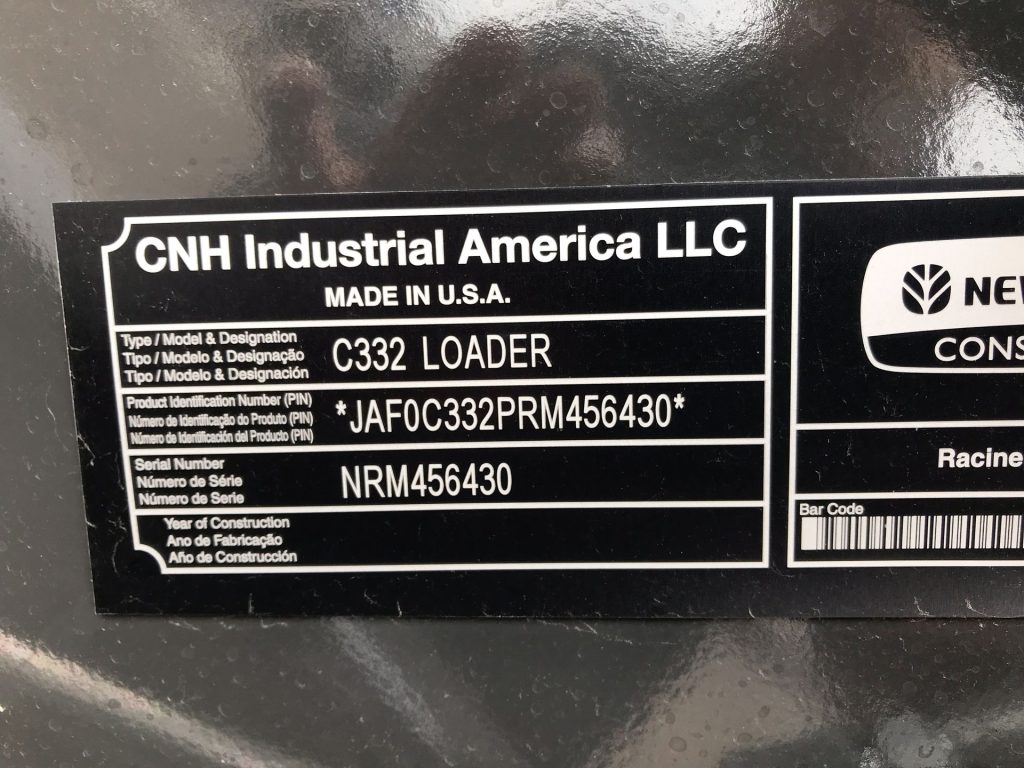 CNH Industrial America LLC
MADE IN U.S.A.
Type / Model & Designation
Tipo / Modelo & Designação
Tipo / Modelo & Designación
C332 LOADER
Product Identification Number (PIN)
Número de Identificação do Produto (PIN)
Número de Identificación del Producto (PIN)
*JAF0C332PRM456430*
Serial Number
Número de Série
Número de Serie
NRM456430
Year of Construction
Ano de Fabricação
Año de Construcción
NE
CONS
Racine
Bar Code